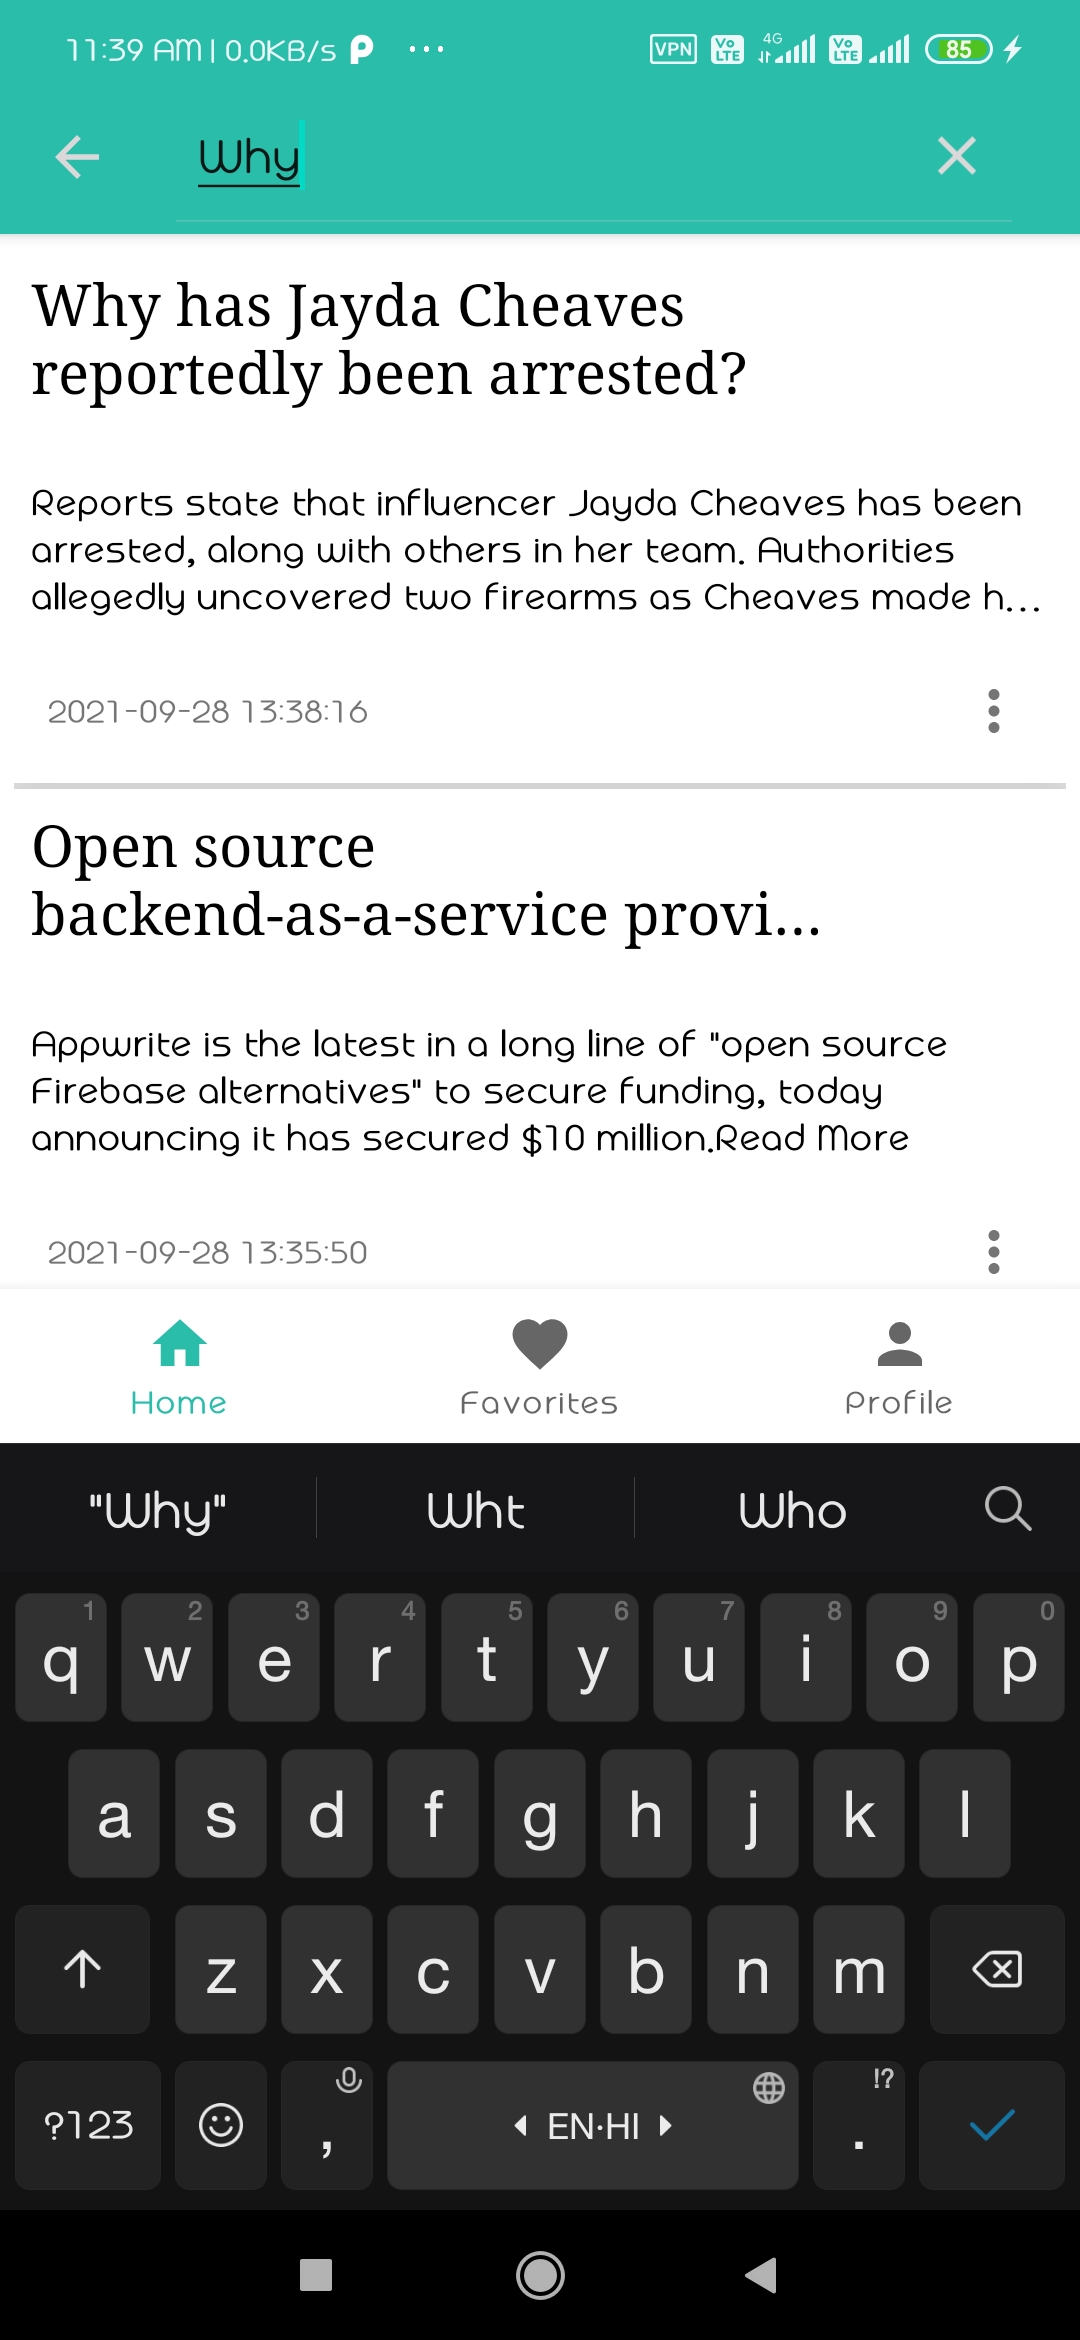 11:39 AM | 0.0KB/s P ... VPN Vo LTE 4G Vo LTE 85
Why
Why has Jayda Cheaves
reportedly been arrested?
Reports state that influencer Jayda Cheaves has been
arrested, along with others in her team. Authorities
allegedly uncovered two firearms as Cheaves made h...
2021-09-28 13:38:16
Open source
backend-as-a-service provi...
Appwrite is the latest in a long line of "open source
Firebase alternatives" to secure funding, today
announcing it has secured $10 million.Read More
2021-09-28 13:35:50
Home Favorites Profile
"Why" Wht Who
1 2 3 4 5 6 7 8 9 0
q w e r t y u i o p
a s d f g h j k l
z x c v b n m
?123 , EN·HI . !?